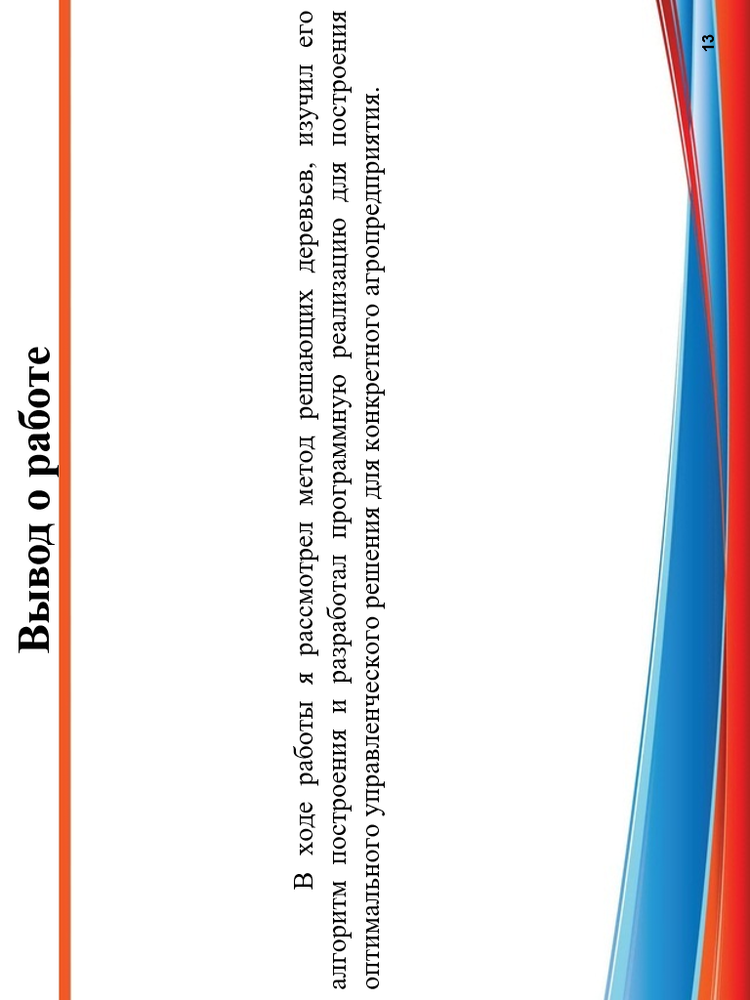 Вывод о работе
В ходе работы я рассмотрел метод решающих деревьев, изучил его
алгоритм построения и разработал программную реализацию для построения
оптимального управленческого решения для конкретного агропредприятия.
13